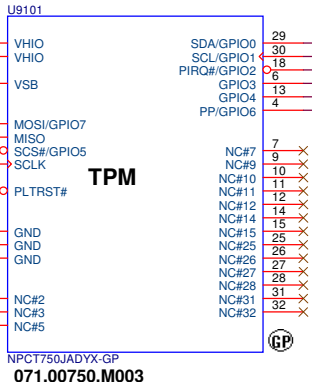 U9101
VHIO
VHIO
VSB
MOSI/GPIO7
MISO
SCS#/GPIO5
SCLK
PLTRST#
GND
GND
GND
NC#2
NC#3
NC#5
TPM
SDA/GPIO0 29
SCL/GPIO1 30
PIRQ#/GPIO2 18
GPIO3 6
GPIO4 13
PP/GPIO6 4
NC#7 7
NC#9 9
NC#10 10
NC#11 11
NC#12 12
NC#14 14
NC#15 15
NC#25 25
NC#26 26
NC#27 27
NC#28 28
NC#31 31
NC#32 32
GP
NPCT750JADYX-GP
071.00750.M003